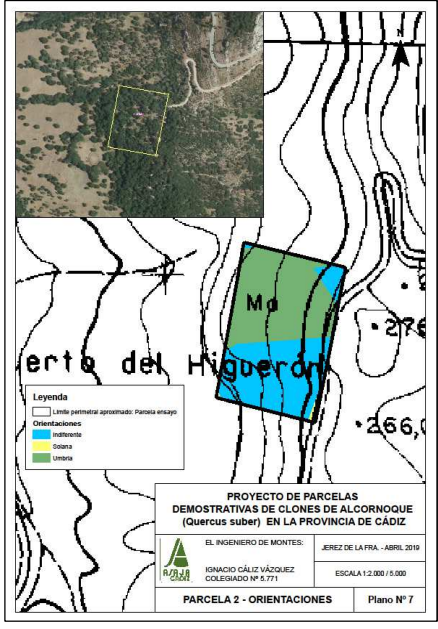 N
Mo
erto del Higuerón
276
266,
Leyenda
Límite perimetral aproximado: Parcela ensayo
Orientaciones
Indiferente
Solana
Umbría
PROYECTO DE PARCELAS
DEMOSTRATIVAS DE CLONES DE ALCORNOQUE
(Quercus suber) EN LA PROVINCIA DE CÁDIZ
ASAJA
CÁDIZ
EL INGENIERO DE MONTES:
IGNACIO CÁLIZ VÁZQUEZ
COLEGIADO Nº 5.771
JEREZ DE LA FRA. - ABRIL 2019
ESCALA 1:2.000 / 5.000
PARCELA 2 - ORIENTACIONES
Plano Nº 7